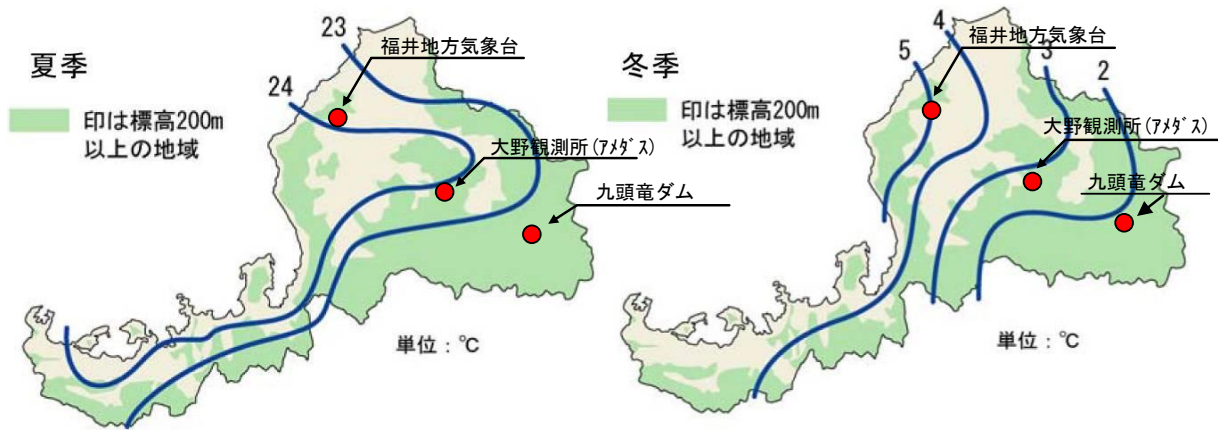 夏季
印は標高200m
以上の地域
23
24
福井地方気象台
大野観測所(アメダス)
九頭竜ダム
単位：℃
冬季
印は標高200m
以上の地域
5
4
3
2
福井地方気象台
大野観測所(アメダス)
九頭竜ダム
単位：℃